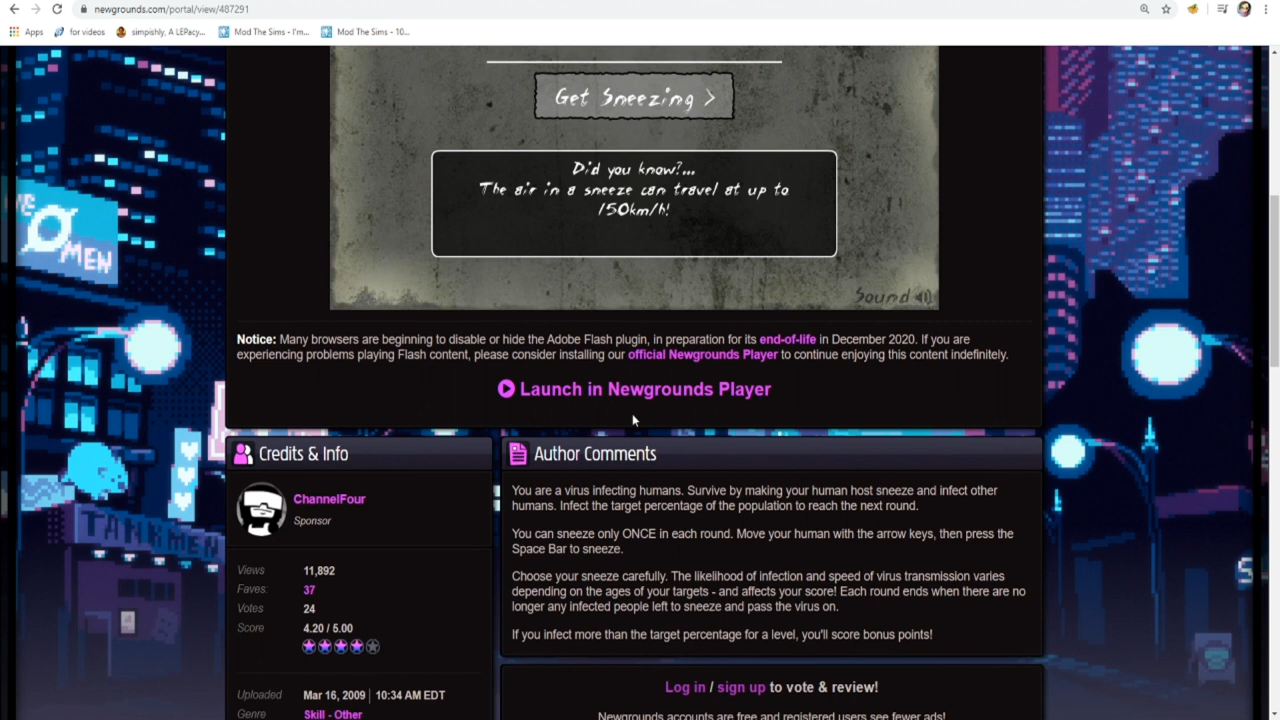 newgrounds.com/portal/view/487291
Apps
for videos
simpishly, A LEPacy...
Mod The Sims - I'm...
Mod The Sims - 10...
Get Sneezing >
Did you know?...
The air in a sneeze can travel at up to
150km/h!
Sound
Notice: Many browsers are beginning to disable or hide the Adobe Flash plugin, in preparation for its end-of-life in December 2020. If you are
experiencing problems playing Flash content, please consider installing our official Newgrounds Player to continue enjoying this content indefinitely.
Launch in Newgrounds Player
MEN
TANKMEN
Credits & Info
ChannelFour
Sponsor
Views 11,892
Faves: 37
Votes 24
Score 4.20 / 5.00
Uploaded Mar 16, 2009 | 10:34 AM EDT
Genre Skill - Other
Author Comments
You are a virus infecting humans. Survive by making your human host sneeze and infect other
humans. Infect the target percentage of the population to reach the next round.
You can sneeze only ONCE in each round. Move your human with the arrow keys, then press the
Space Bar to sneeze.
Choose your sneeze carefully. The likelihood of infection and speed of virus transmission varies
depending on the ages of your targets - and affects your score! Each round ends when there are no
longer any infected people left to sneeze and pass the virus on.
If you infect more than the target percentage for a level, you'll score bonus points!
Log in / sign up to vote & review!
Newgrounds accounts are free and registered users see fewer ads!